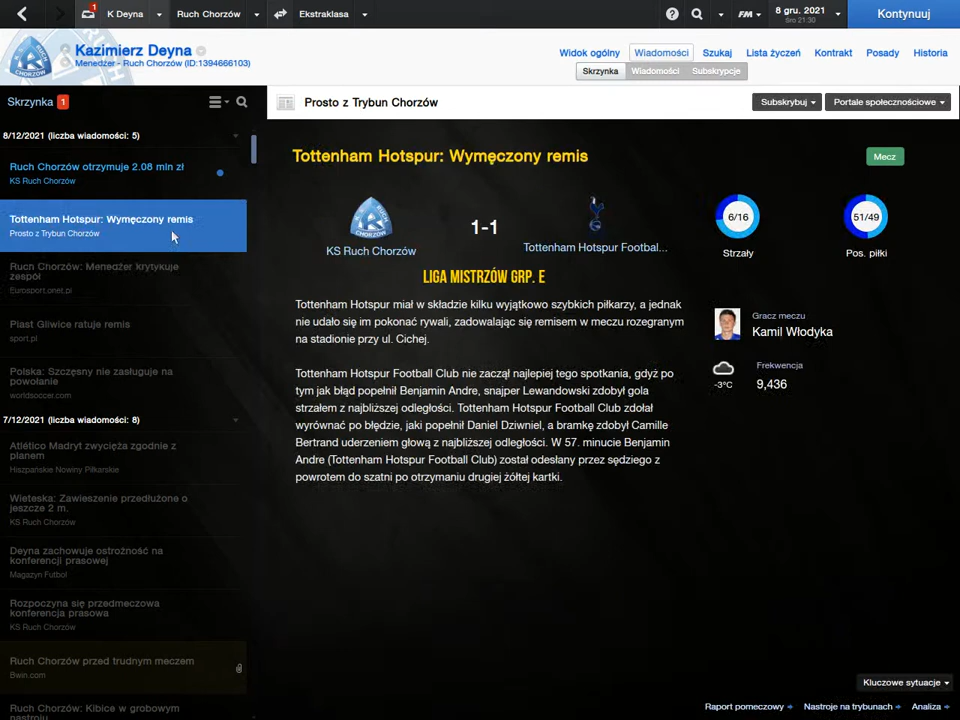 1
K Deyna
Ruch Chorzów
Ekstraklasa
FM
8 gru. 2021
Śro 21:30
Kontynuuj
Kazimierz Deyna
Menedżer - Ruch Chorzów (ID:1394666103)
Widok ogólny
Wiadomości
Szukaj
Lista życzeń
Kontrakt
Posady
Historia
Skrzynka
Wiadomości
Subskrypcje
Skrzynka 1
Prosto z Trybun Chorzów
Subskrybuj
Portale społecznościowe
8/12/2021 (liczba wiadomości: 5)
Ruch Chorzów otrzymuje 2.08 mln zł
KS Ruch Chorzów
Tottenham Hotspur: Wymęczony remis
Prosto z Trybun Chorzów
Ruch Chorzów: Menedżer krytykuje
zespół
Eurosport.onet.pl
Piast Gliwice ratuje remis
sport.pl
Polska: Szczęsny nie zasługuje na
powołanie
worldsoccer.com
7/12/2021 (liczba wiadomości: 8)
Atlético Madryt zwycięża zgodnie z
planem
Hiszpańskie Nowiny Piłkarskie
Wieteska: Zawieszenie przedłużone o
jeszcze 2 m.
KS Ruch Chorzów
Deyna zachowuje ostrożność na
konferencji prasowej
Magazyn Futbol
Rozpoczyna się przedmeczowa
konferencja prasowa
KS Ruch Chorzów
Ruch Chorzów przed trudnym meczem
Bwin.com
Ruch Chorzów: Kibice w grobowym
nastroju
Tottenham Hotspur: Wymęczony remis
Mecz
KS Ruch Chorzów
1-1
Tottenham Hotspur Footbal...
6/16
Strzały
51/49
Pos. piłki
LIGA MISTRZÓW GRP. E
Tottenham Hotspur miał w składzie kilku wyjątkowo szybkich piłkarzy, a jednak
nie udało się im pokonać rywali, zadowalając się remisem w meczu rozegranym
na stadionie przy ul. Cichej.
Tottenham Hotspur Football Club nie zaczął najlepiej tego spotkania, gdyż po
tym jak błąd popełnił Benjamin Andre, snajper Lewandowski zdobył gola
strzałem z najbliższej odległości. Tottenham Hotspur Football Club zdołał
wyrównać po błędzie, jaki popełnił Daniel Dziwniel, a bramkę zdobył Camille
Bertrand uderzeniem głową z najbliższej odległości. W 57. minucie Benjamin
Andre (Tottenham Hotspur Football Club) został odesłany przez sędziego z
powrotem do szatni po otrzymaniu drugiej żółtej kartki.
Gracz meczu
Kamil Włodyka
-3°C
Frekwencja
9,436
Kluczowe sytuacje
Raport pomeczowy
Nastroje na trybunach
Analiza